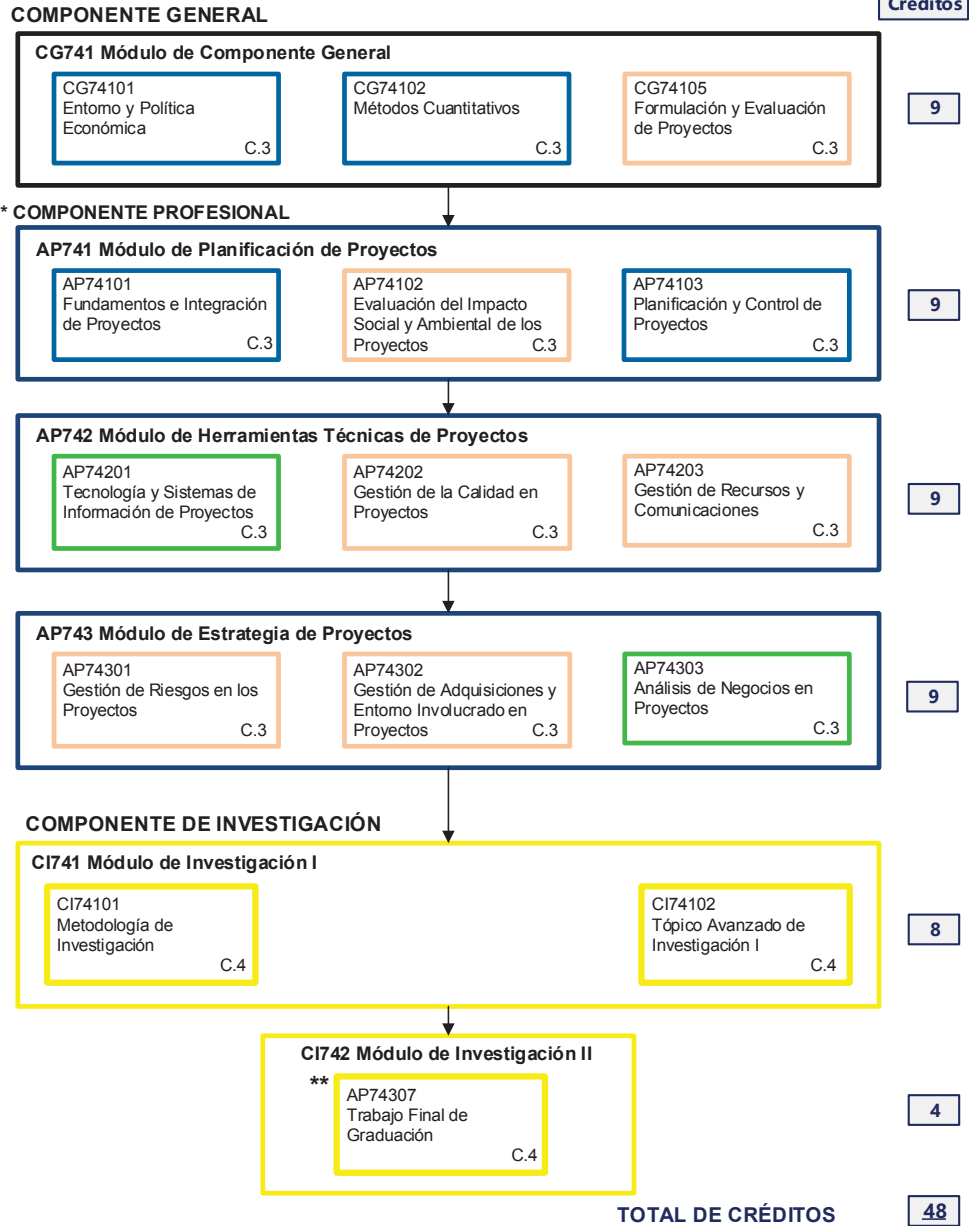 Créditos
COMPONENTE GENERAL
CG741 Módulo de Componente General
CG74101
Entorno y Política
Económica
C.3
CG74102
Métodos Cuantitativos
C.3
CG74105
Formulación y Evaluación
de Proyectos
C.3
9
* COMPONENTE PROFESIONAL
AP741 Módulo de Planificación de Proyectos
AP74101
Fundamentos e Integración
de Proyectos
C.3
AP74102
Evaluación del Impacto
Social y Ambiental de los
Proyectos C.3
AP74103
Planificación y Control de
Proyectos
C.3
9
AP742 Módulo de Herramientas Técnicas de Proyectos
AP74201
Tecnología y Sistemas de
Información de Proyectos
C.3
AP74202
Gestión de la Calidad en
Proyectos
C.3
AP74203
Gestión de Recursos y
Comunicaciones
C.3
9
AP743 Módulo de Estrategia de Proyectos
AP74301
Gestión de Riesgos en los
Proyectos
C.3
AP74302
Gestión de Adquisiciones y
Entorno Involucrado en
Proyectos C.3
AP74303
Análisis de Negocios en
Proyectos
C.3
9
COMPONENTE DE INVESTIGACIÓN
CI741 Módulo de Investigación I
CI74101
Metodología de
Investigación
C.4
CI74102
Tópico Avanzado de
Investigación I
C.4
8
CI742 Módulo de Investigación II
**
AP74307
Trabajo Final de
Graduación
C.4
4
TOTAL DE CRÉDITOS 48